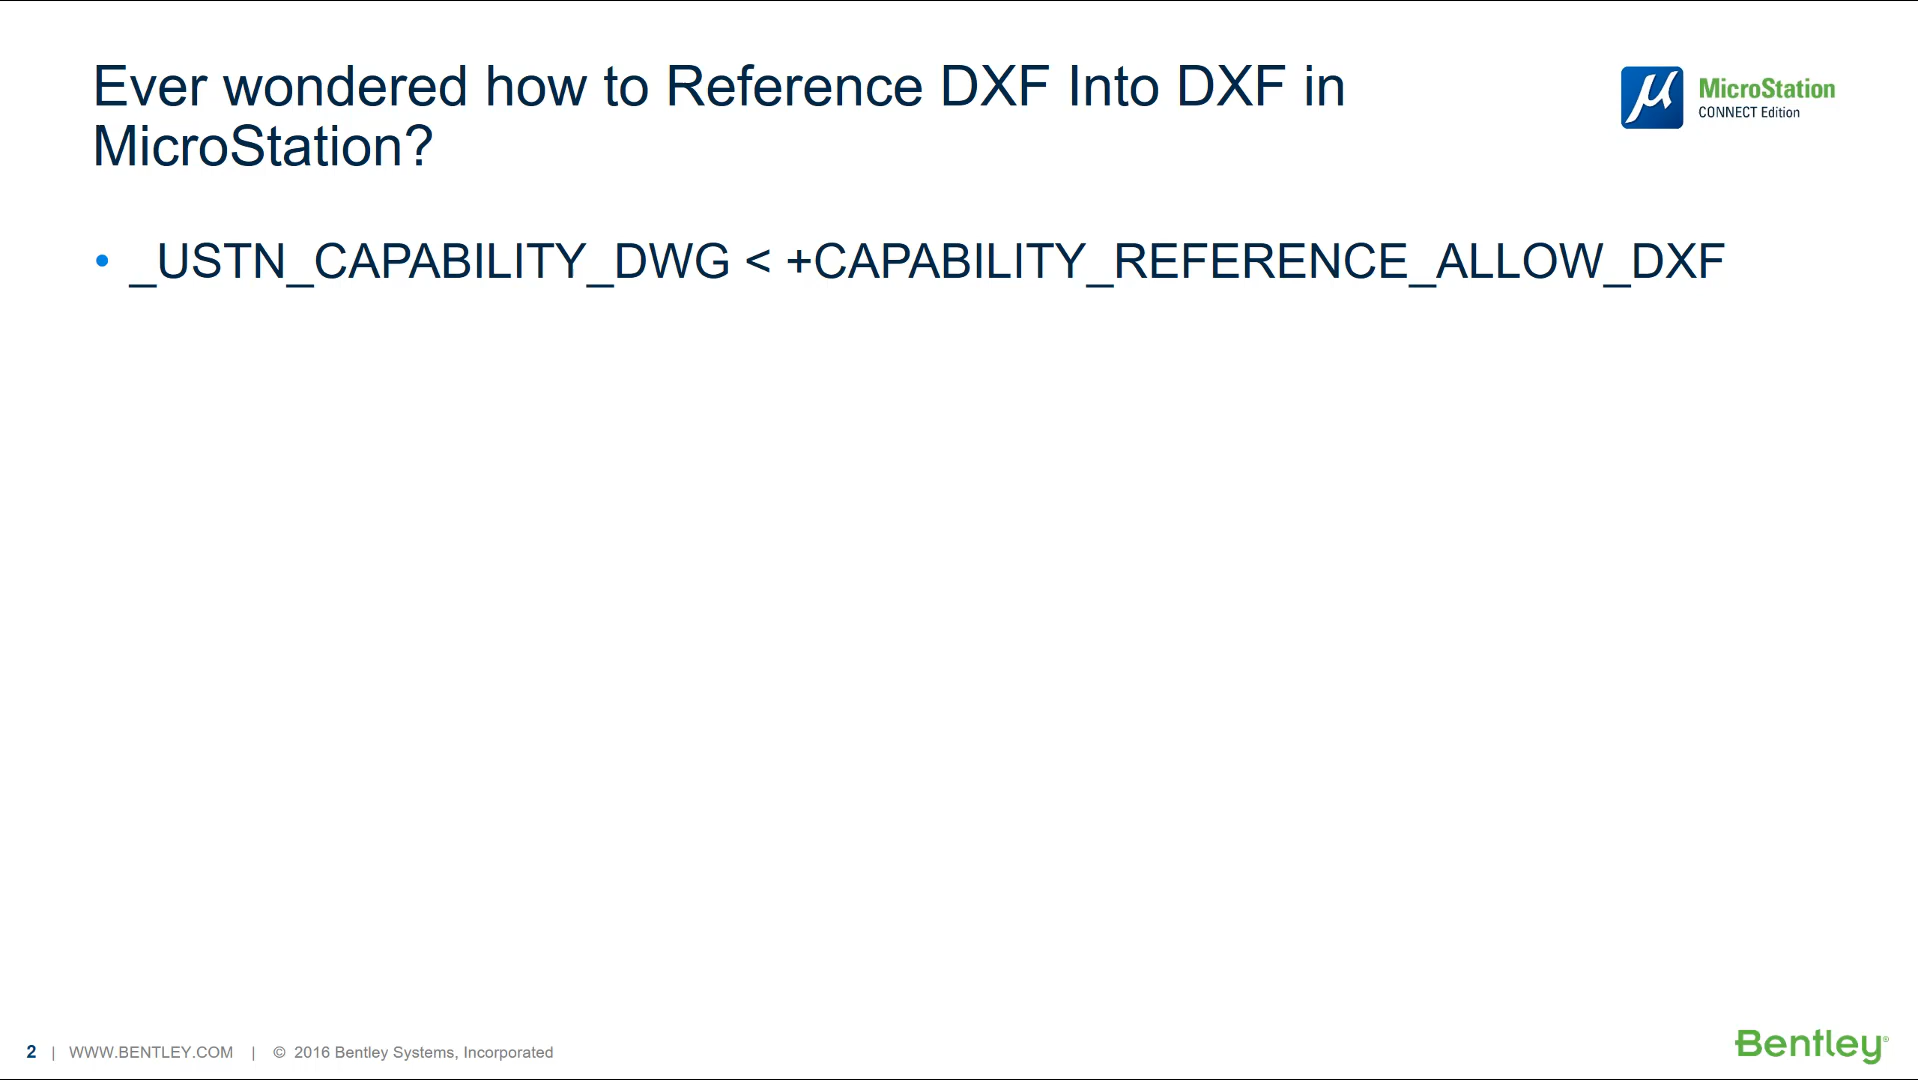 Ever wondered how to Reference DXF Into DXF in
MicroStation?
MicroStation
CONNECT Edition
• _USTN_CAPABILITY_DWG < +CAPABILITY_REFERENCE_ALLOW_DXF
2 | WWW.BENTLEY.COM | © 2016 Bentley Systems, Incorporated
Bentley®